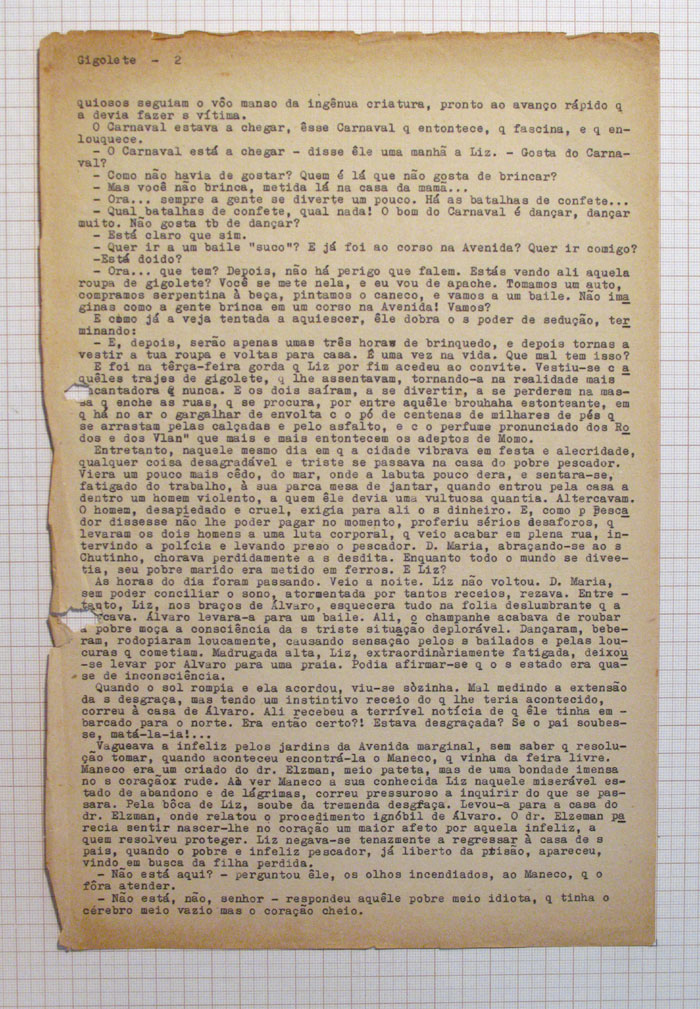 Gigolete - 2
quiosos seguiam o vôo manso da ingênua criatura, pronto ao avanço rápido q
a devia fazer s vítima.
O Carnaval estava a chegar, êsse Carnaval q entontece, q fascina, e q en-
louquece.
- O Carnaval está a chegar - disse êle uma manhã a Liz. - Gosta do Carna-
val?
- Como não havia de gostar? Quem é lá que não gosta de brincar?
- Mas você não brinca, metida lá na casa da mamã...
- Ora... sempre a gente se diverte um pouco. Há as batalhas de confete...
- Qual batalhas de confete, qual nada! O bom do Carnaval é dançar, dançar
muito. Não gosta tb de dançar?
- Está claro que sim.
- Quer ir a um baile "suco"? E já foi ao corso na Avenida? Quer ir comigo?
-Está doido?
- Ora... que tem? Depois, não há perigo que falem. Estás vendo ali aquela
roupa de gigolete? Você se mete nela, e eu vou de apache. Tomamos um auto,
compramos serpentina à beça, pintamos o caneco, e vamos a um baile. Não ima
ginas como a gente brinca em um corso na Avenida! Vamos?
E como já a veja tentada a aquiescer, êle dobra o s poder de sedução, ter
minando:
- E, depois, serão apenas umas três horas de brinquedo, e depois tornas a
vestir a tua roupa e voltas para casa. É uma vez na vida. Que mal tem isso?
E foi na têrça-feira gorda q Liz por fim acedeu ao convite. Vestiu-se c a
quêles trajes de gigolete, q lhe assentavam, tornando-a na realidade mais
encantadora q nunca. E os dois saíram, a se divertir, a se perderem na mas-
sa q enche as ruas, q se procura, por entre aquêle brouhaha estonteante, em
q há no ar o gargalhar de envolta c o pó de centenas de milhares de pés q
se arrastam pelas calçadas e pelo asfalto, e c o perfume pronunciado dos Ro
dos e dos Vlan" que mais e mais entontecem os adeptos de Momo.
Entretanto, naquele mesmo dia em q a cidade vibrava em festa e alecridade,
qualquer coisa desagradável e triste se passava na casa do pobre pescador.
Viera um pouco mais cêdo, do mar, onde a labuta pouco dera, e sentara-se,
fatigado do trabalho, à sua parca mesa de jantar, quando entrou pela casa a
dentro um homem violento, a quem êle devia uma vultuosa quantia. Altercavam.
O homem, desapiedado e cruel, exigia para ali o s dinheiro. E, como p pesca
dor dissesse não lhe poder pagar no momento, proferiu sérios desaforos, q
levaram os dois homens a uma luta corporal, q veio acabar em plena rua, in-
tervindo a polícia e levando preso o pescador. D. Maria, abraçando-se ao s
Chutinho, chorava perdidamente a s desdita. Enquanto todo o mundo se divee-
tia, seu pobre marido era metido em ferros. E Liz?
As horas do dia foram passando. Veio a noite. Liz não voltou. D. Maria,
sem poder conciliar o sono, atormentada por tantos receios, rezava. Entre -
tanto, Liz, nos braços de Álvaro, esquecera tudo na folia deslumbrante q a
cercava. Álvaro levara-a para um baile. Ali, o champanhe acabava de roubar
à pobre moça a consciência da s triste situação deplorável. Dançaram, bebe-
ram, rodopiaram loucamente, causando sensação pelos s bailados e pelas lou-
curas q cometiam. Madrugada alta, Liz, extraordinàriamente fatigada, deixou
-se levar por Alvaro para uma praia. Podia afirmar-se q o s estado era qua-
se de inconsciência.
Quando o sol rompia e ela acordou, viu-se sòzinha. Mal medindo a extensão
da s desgraça, mas tendo um instintivo receio do q lhe teria acontecido,
correu à casa de Álvaro. Ali recebeu a terrível notícia de q êle tinha em -
barcado para o norte. Era então certo?! Estava desgraçada? Se o pai soubes-
se, matá-la-ia!...
Vagueava a infeliz pelos jardins da Avenida marginal, sem saber q resolu-
ção tomar, quando aconteceu encontrá-la o Maneco, q vinha da feira livre.
Maneco era um criado do dr. Elzman, meio pateta, mas de uma bondade imensa
no s coraçãox rude. Ao ver Maneco a sua conhecida Liz naquele miserável es-
tado de abandono e de lágrimas, correu pressuroso a inquirir do que se pas-
sara. Pela bôca de Liz, soube da tremenda desgraça. Levou-a para a casa do
dr. Elzman, onde relatou o procedimento ignóbil de Álvaro. O dr. Elzeman pa
recia sentir nascer-lhe no coração um maior afeto por aquela infeliz, a
quem resolveu proteger. Liz negava-se tenazmente a regressar à casa de s
pais, quando o pobre e infeliz pescador, já liberto da prisão, apareceu,
vindo em busca da filha perdida.
- Não está aqui? - perguntou êle, os olhos incendiados, ao Maneco, q o
fôra atender.
- Não está, não, senhor - respondeu aquêle pobre meio idiota, q tinha o
cérebro meio vazio mas o coração cheio.